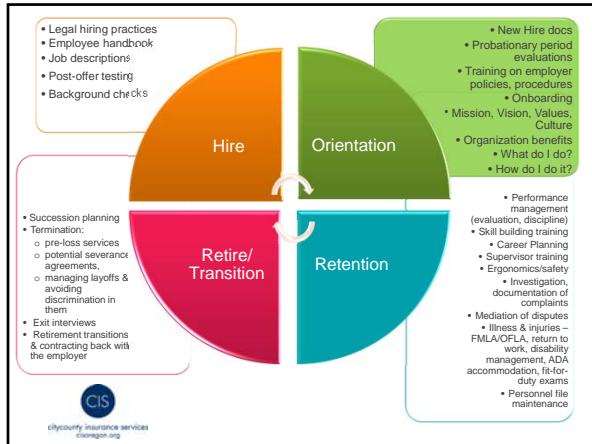 • Legal hiring practices
• Employee handbook
• Job descriptions
• Post-offer testing
• Background checks
Hire
• New Hire docs
• Probationary period
evaluations
• Training on employer
policies, procedures
• Onboarding
• Mission, Vision, Values,
Culture
• Organization benefits
• What do I do?
• How do I do it?
Orientation
• Succession planning
• Termination:
o pre-loss services
o potential severance
agreements,
o managing layoffs &
avoiding
discrimination in
them
• Exit interviews
• Retirement transitions
& contracting back with
the employer
Retire/
Transition
Retention
• Performance
management
(evaluation, discipline)
• Skill building training
• Career Planning
• Supervisor training
• Ergonomics/safety
• Investigation,
documentation of
complaints
• Mediation of disputes
• Illness & injuries –
FMLA/OFLA, return to
work, disability
management, ADA
accommodation, fit-for-
duty exams
• Personnel file
maintenance
CIS
citycounty insurance services
cisoregon.org